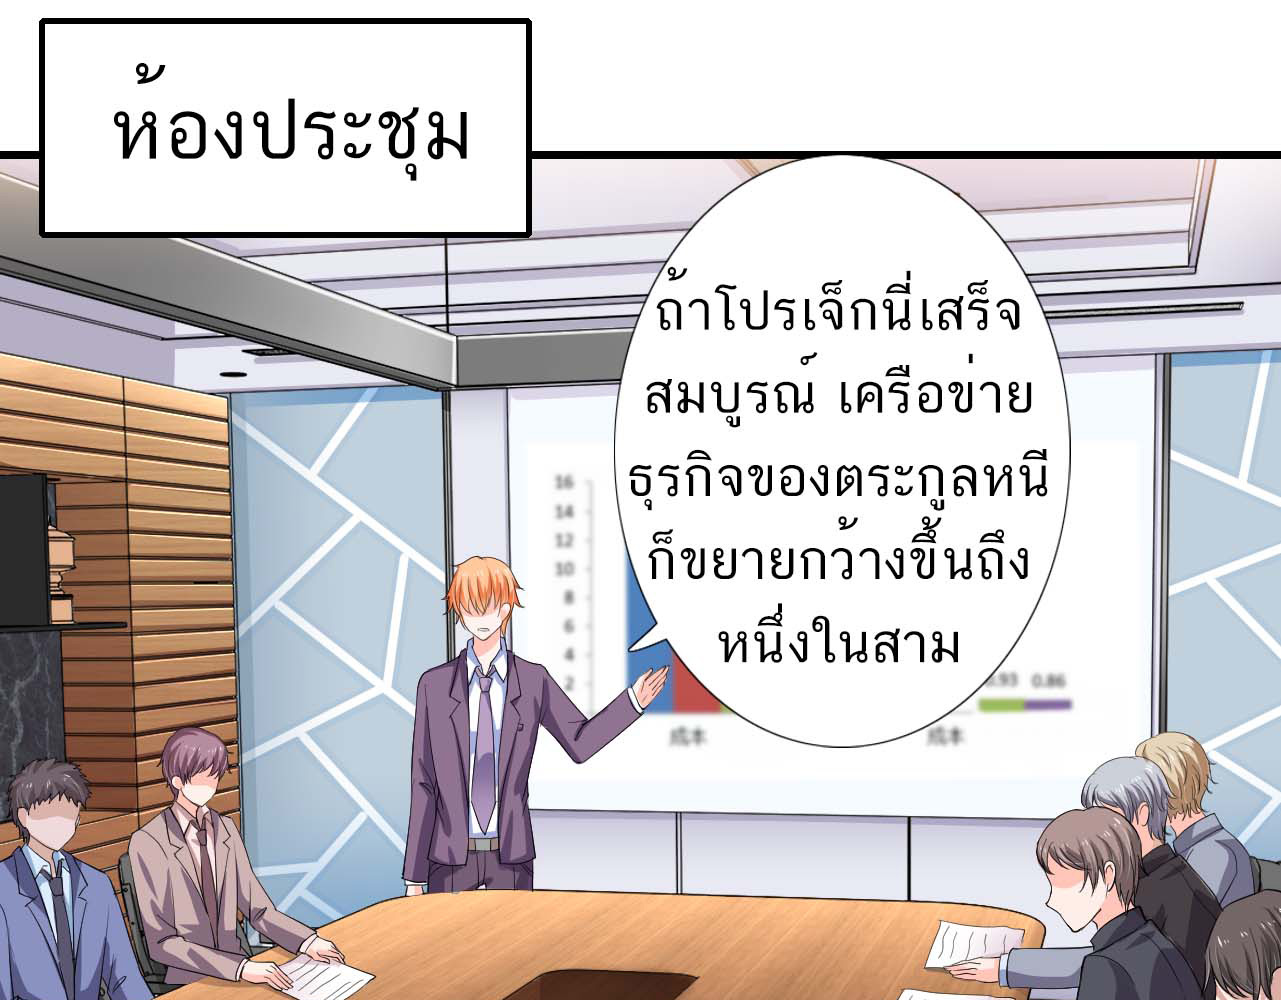 ห้องประชุม
ถ้าโปรเจ็กนี่เสร็จ
สมบูรณ์ เครือข่าย
ธุรกิจของตระกูลหนี
ก็ขยายกว้างขึ้นถึง
หนึ่งในสาม
16
14
12
10
8
6
4
2
.93 0.86
成本
成本